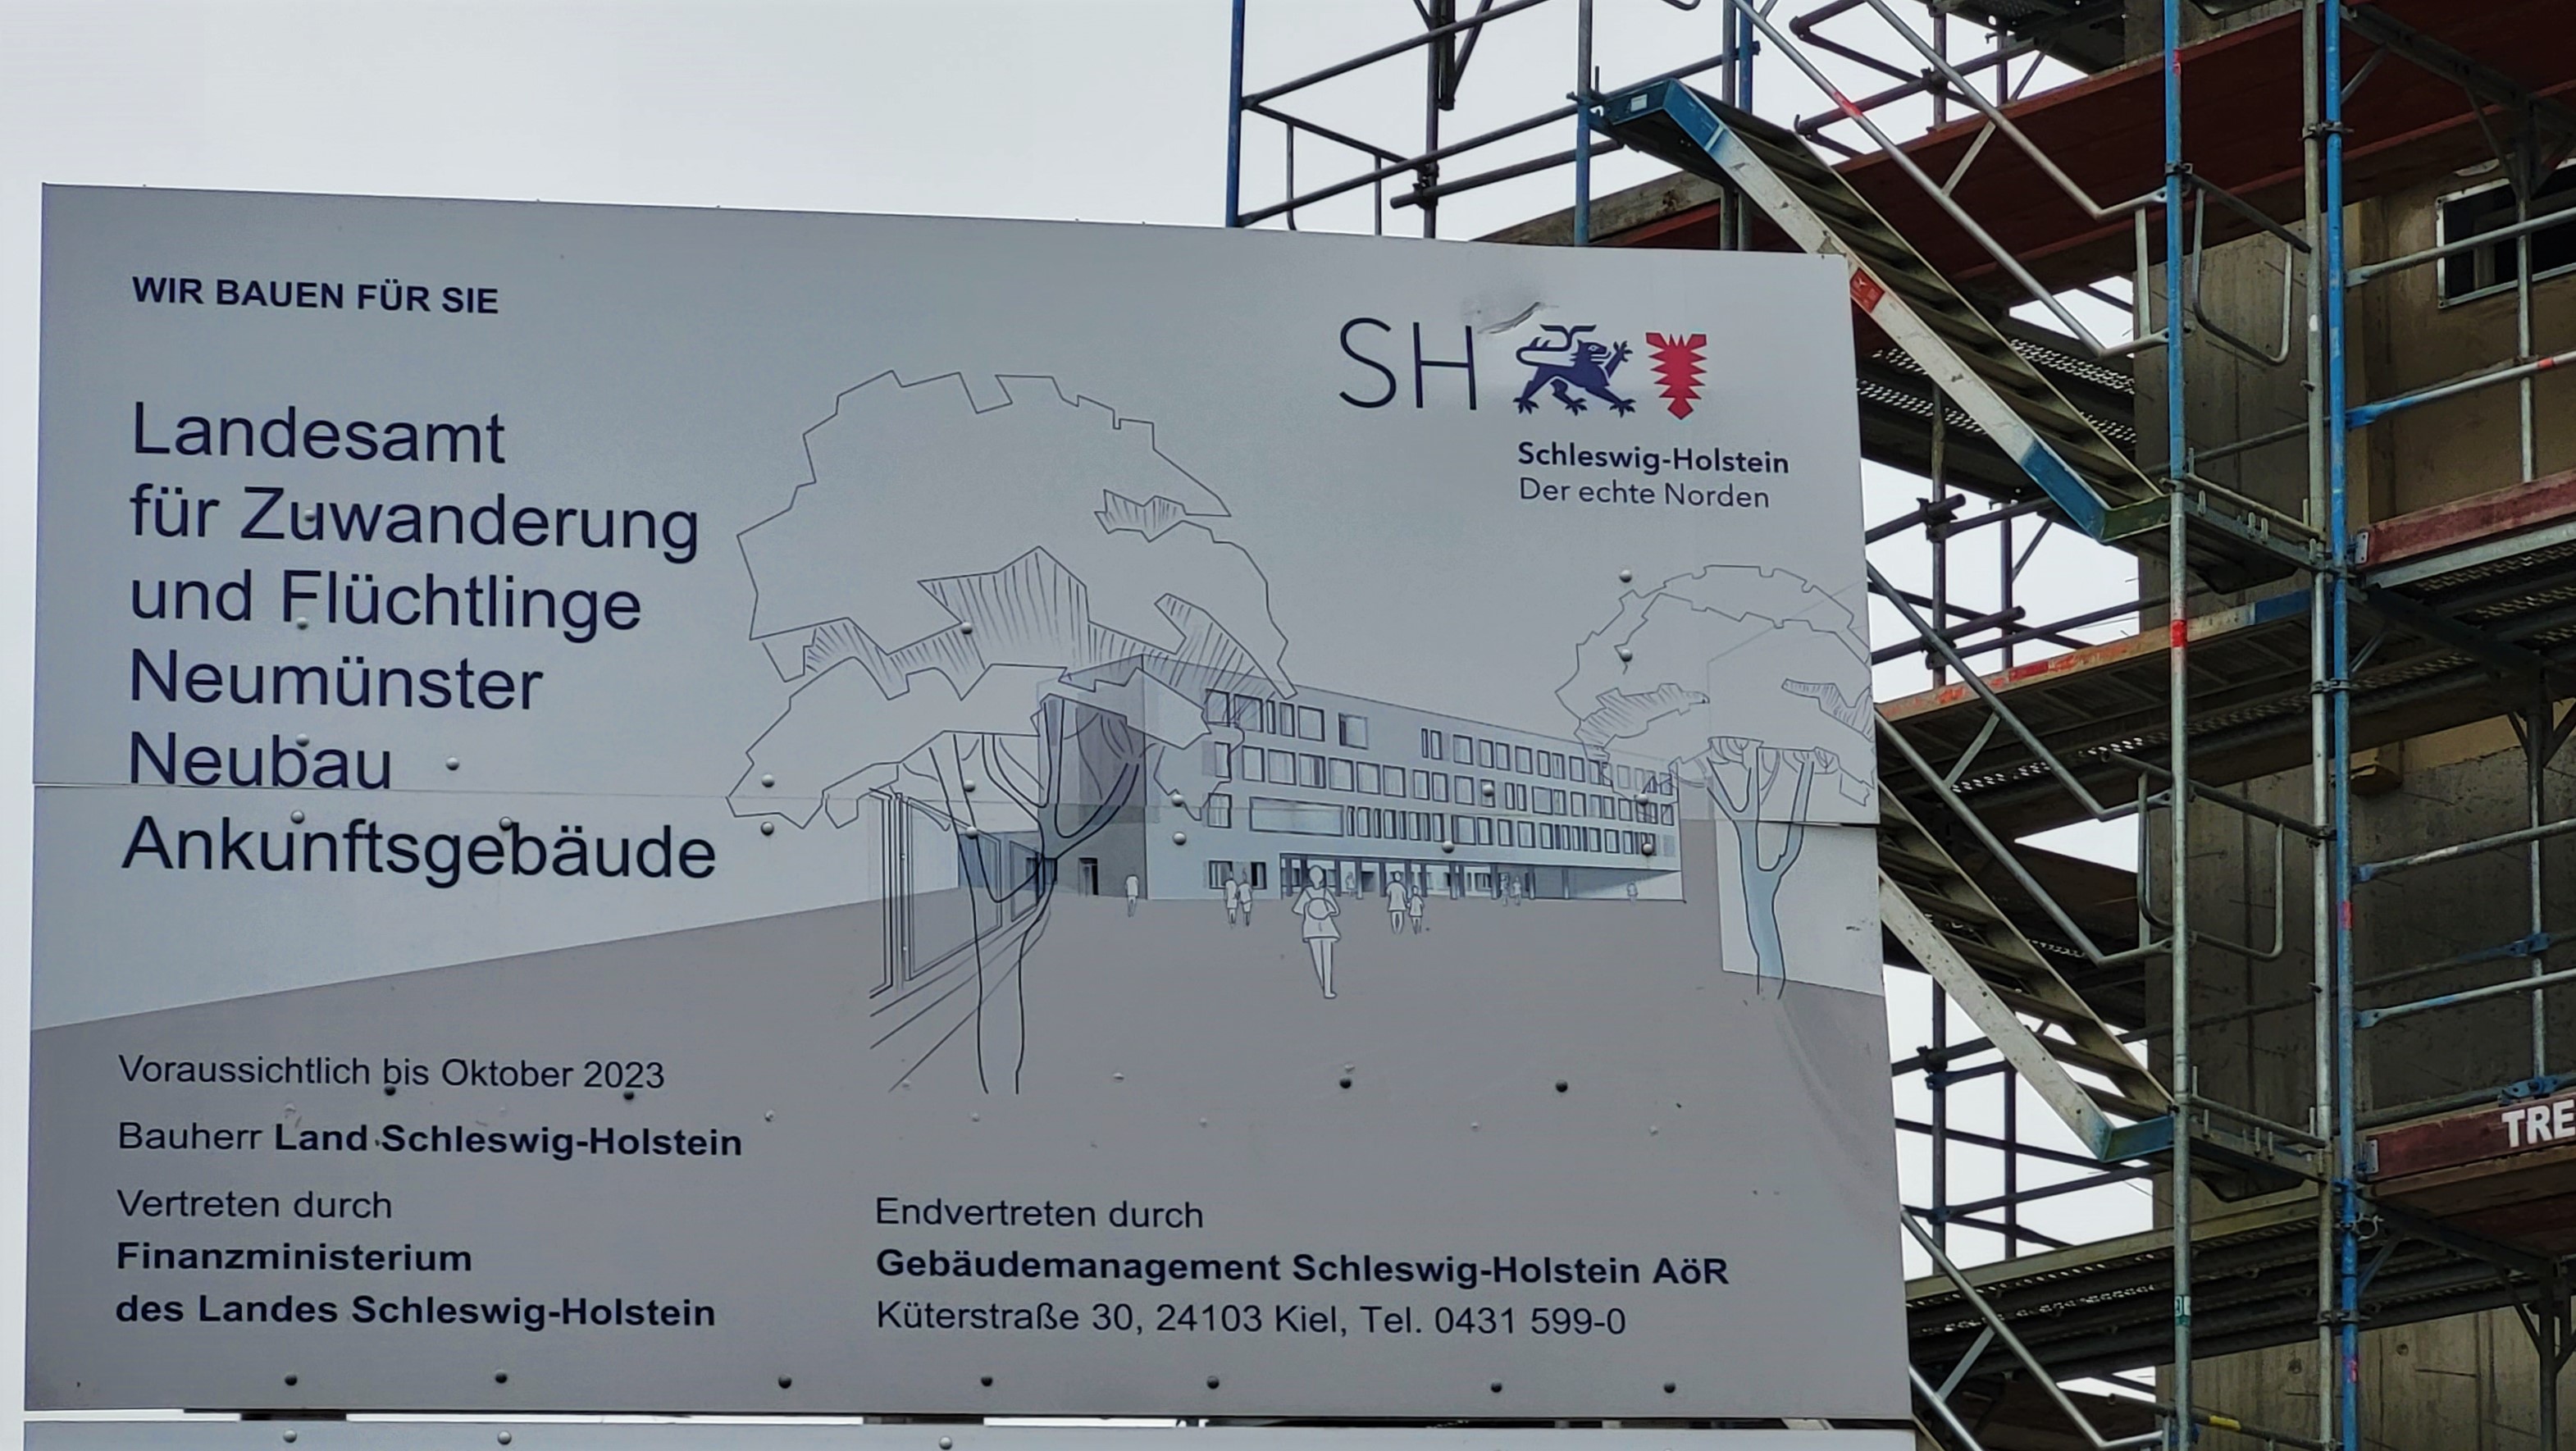 WIR BAUEN FÜR SIE
SH
Schleswig-Holstein
Der echte Norden
Landesamt
für Zuwanderung
und Flüchtlinge
Neumünster
Neubau
Ankunftsgebäude
Voraussichtlich bis Oktober 2023
Bauherr Land Schleswig-Holstein
Vertreten durch
Finanzministerium
des Landes Schleswig-Holstein
Endvertreten durch
Gebäudemanagement Schleswig-Holstein AöR
Küterstraße 30, 24103 Kiel, Tel. 0431 599-0
TRE